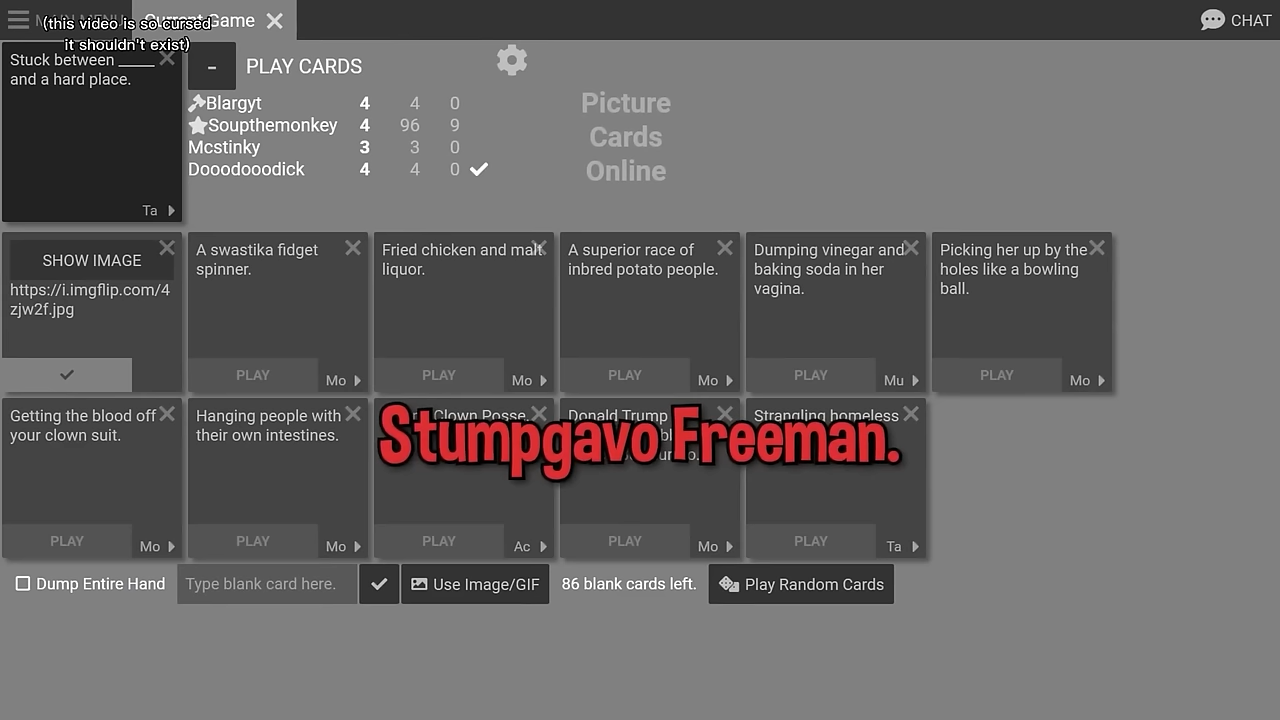 (this video is so cursed
it shouldn't exist)
Current Game
CHAT
Stuck between _____
and a hard place.
Ta
-
PLAY CARDS
Blargyt 4 4 0
Soupthemonkey 4 96 9
Mcstinky 3 3 0
Dooodooodick 4 4 0
Picture
Cards
Online
SHOW IMAGE
https://i.imgflip.com/4
zjw2f.jpg
A swastika fidget
spinner.
PLAY
Mo
Fried chicken and malt
liquor.
PLAY
Mo
A superior race of
inbred potato people.
PLAY
Mo
Dumping vinegar and
baking soda in her
vagina.
PLAY
Mu
Picking her up by the
holes like a bowling
ball.
PLAY
Mo
Getting the blood off
your clown suit.
PLAY
Mo
Hanging people with
their own intestines.
PLAY
Mo
Clown Posse.
PLAY
Ac
Donald Trump
PLAY
Mo
Strangling homeless
PLAY
Ta
Stumpgavo Freeman.
Dump Entire Hand
Type blank card here.
Use Image/GIF
86 blank cards left.
Play Random Cards